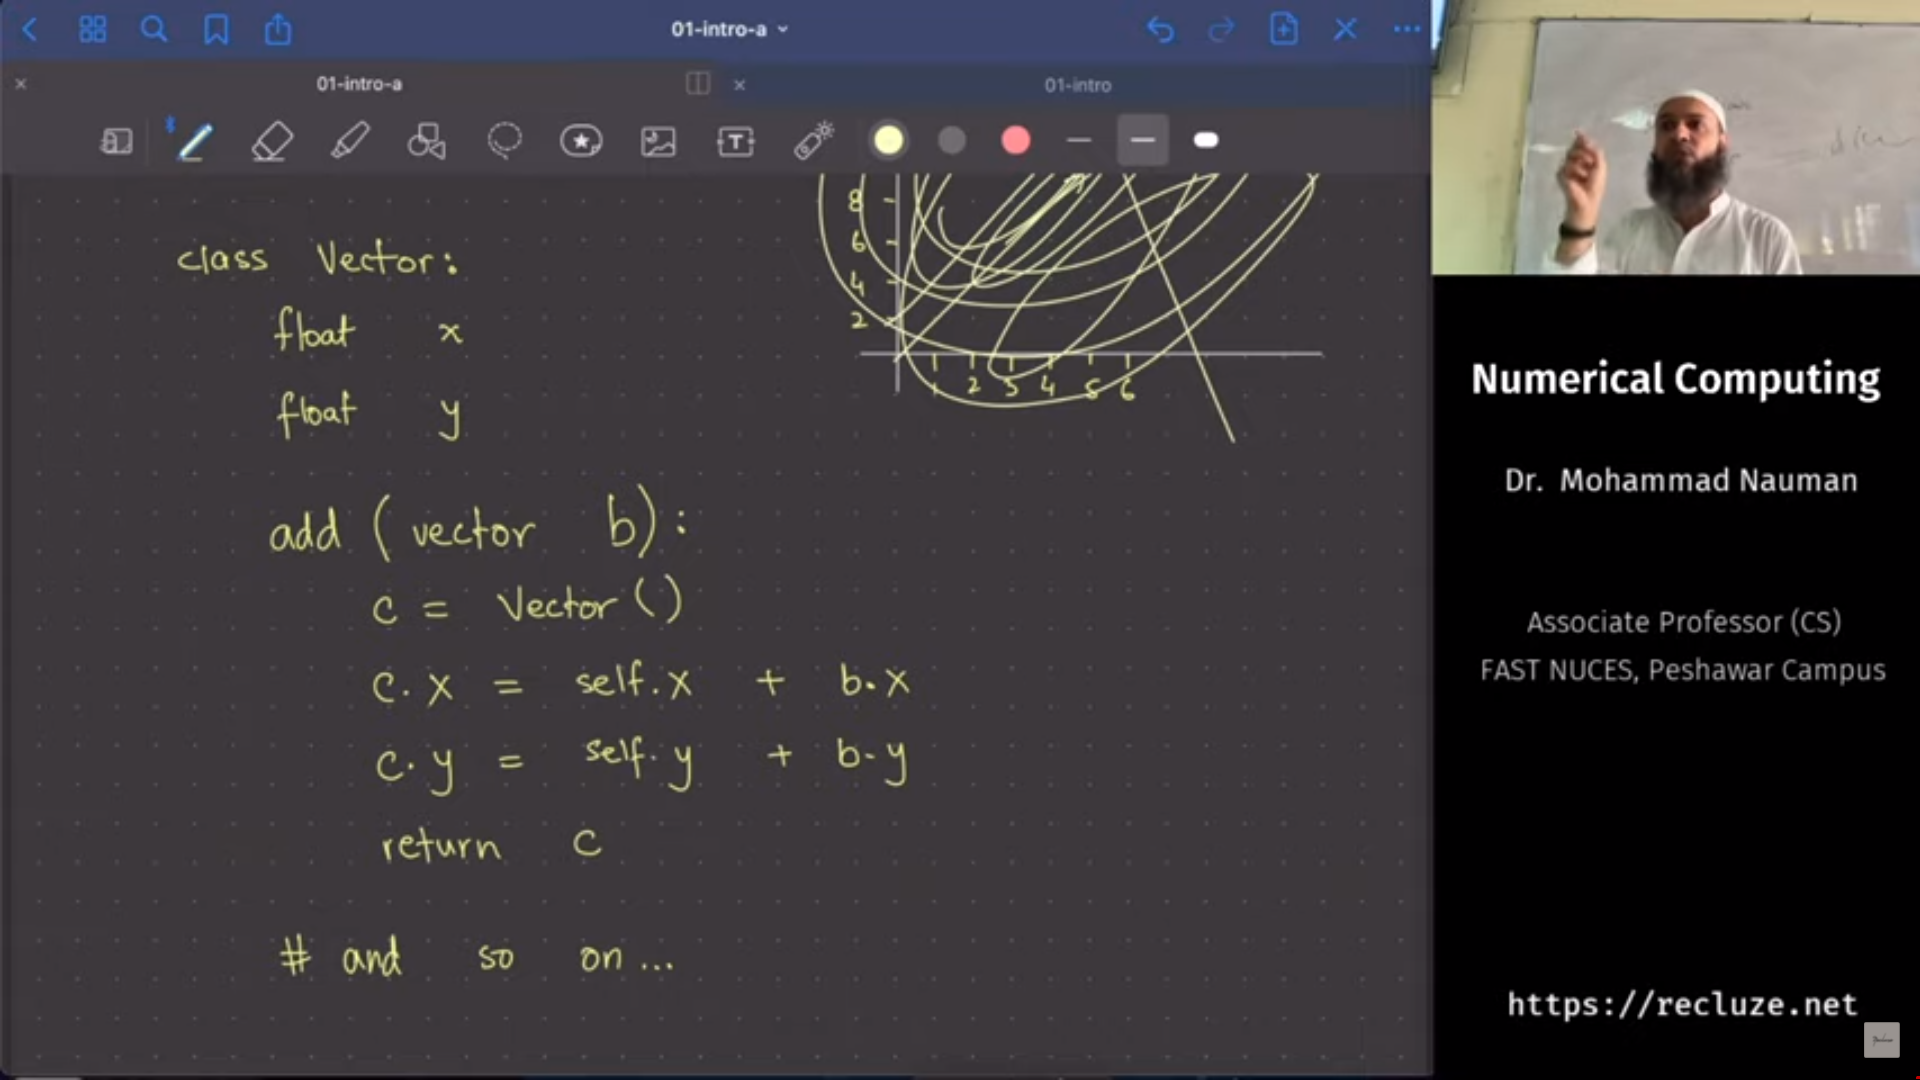 01-intro-a
01-intro-a
01-intro
T
class Vector:
float x
float y
add (vector b):
c = Vector()
c.x = self.x + b.x
c.y = self.y + b.y
return c
# and so on...
8
6
4
2
1 2 3 4 5 6
Numerical Computing
Dr. Mohammad Nauman
Associate Professor (CS)
FAST NUCES, Peshawar Campus
https://recluze.net